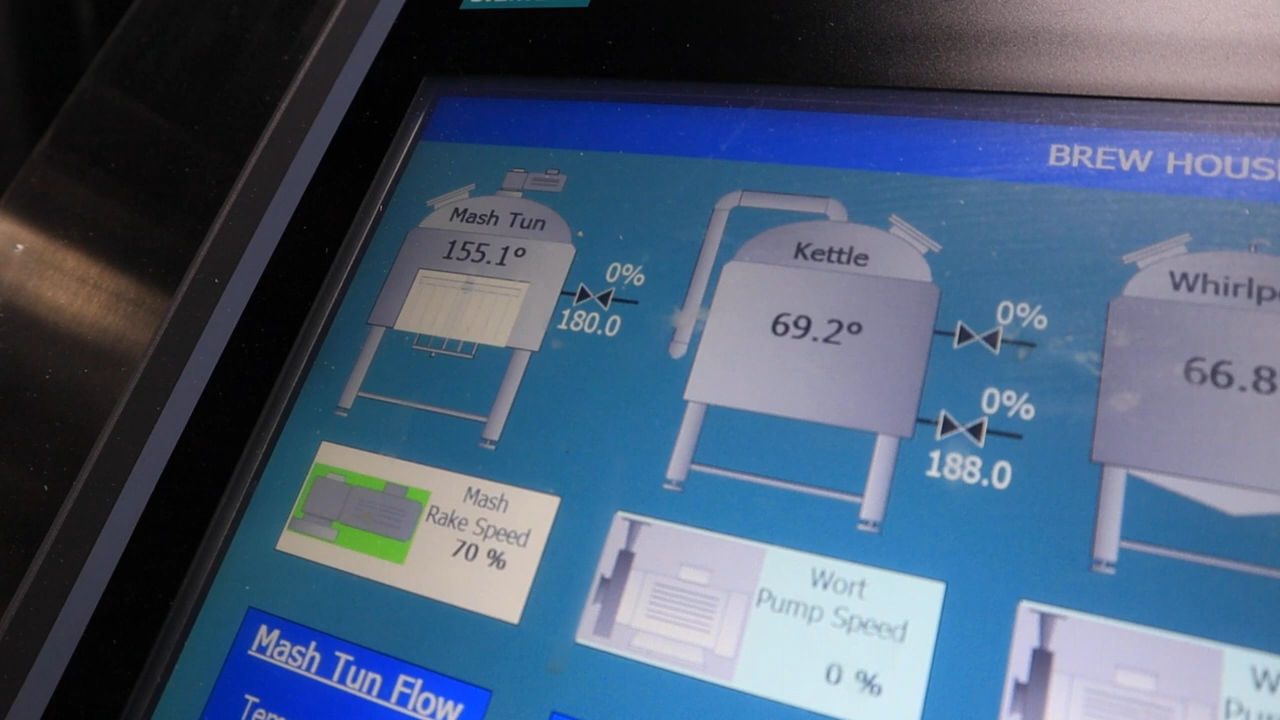 BREW HOUS
Mash Tun
155.1°
0%
180.0
Kettle
69.2°
0%
0%
188.0
Whirlp
66.8
Mash
Rake Speed
70 %
Wort
Pump Speed
0 %
Mash Tun Flow